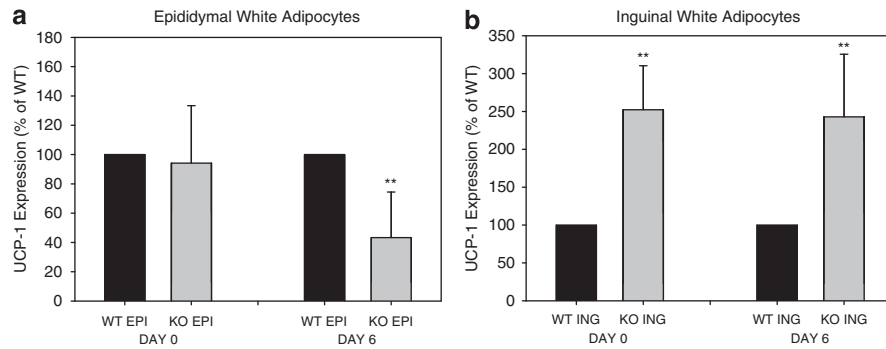 a
Epididymal White Adipocytes
UCP-1 Expression (% of WT)
180
160
140
120
100
80
60
40
20
0
**
WT EPI KO EPI WT EPI KO EPI
DAY 0 DAY 6
b
Inguinal White Adipocytes
UCP-1 Expression (% of WT)
350
300
250
200
150
100
50
0
** **
WT ING KO ING WT ING KO ING
DAY 0 DAY 6